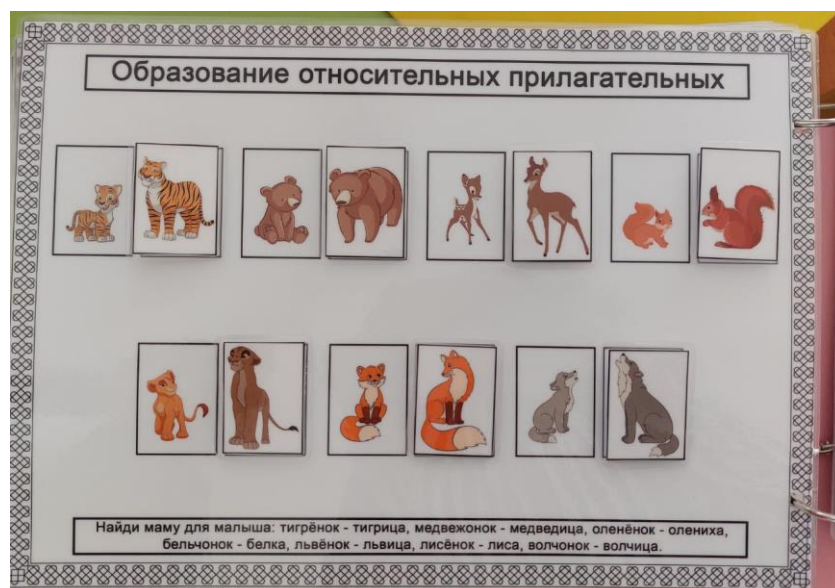 Образование относительных прилагательных
Найди маму для малыша: тигрёнок - тигрица, медвежонок - медведица, оленёнок - олениха,
бельчонок - белка, львёнок - львица, лисёнок - лиса, волчонок - волчица.